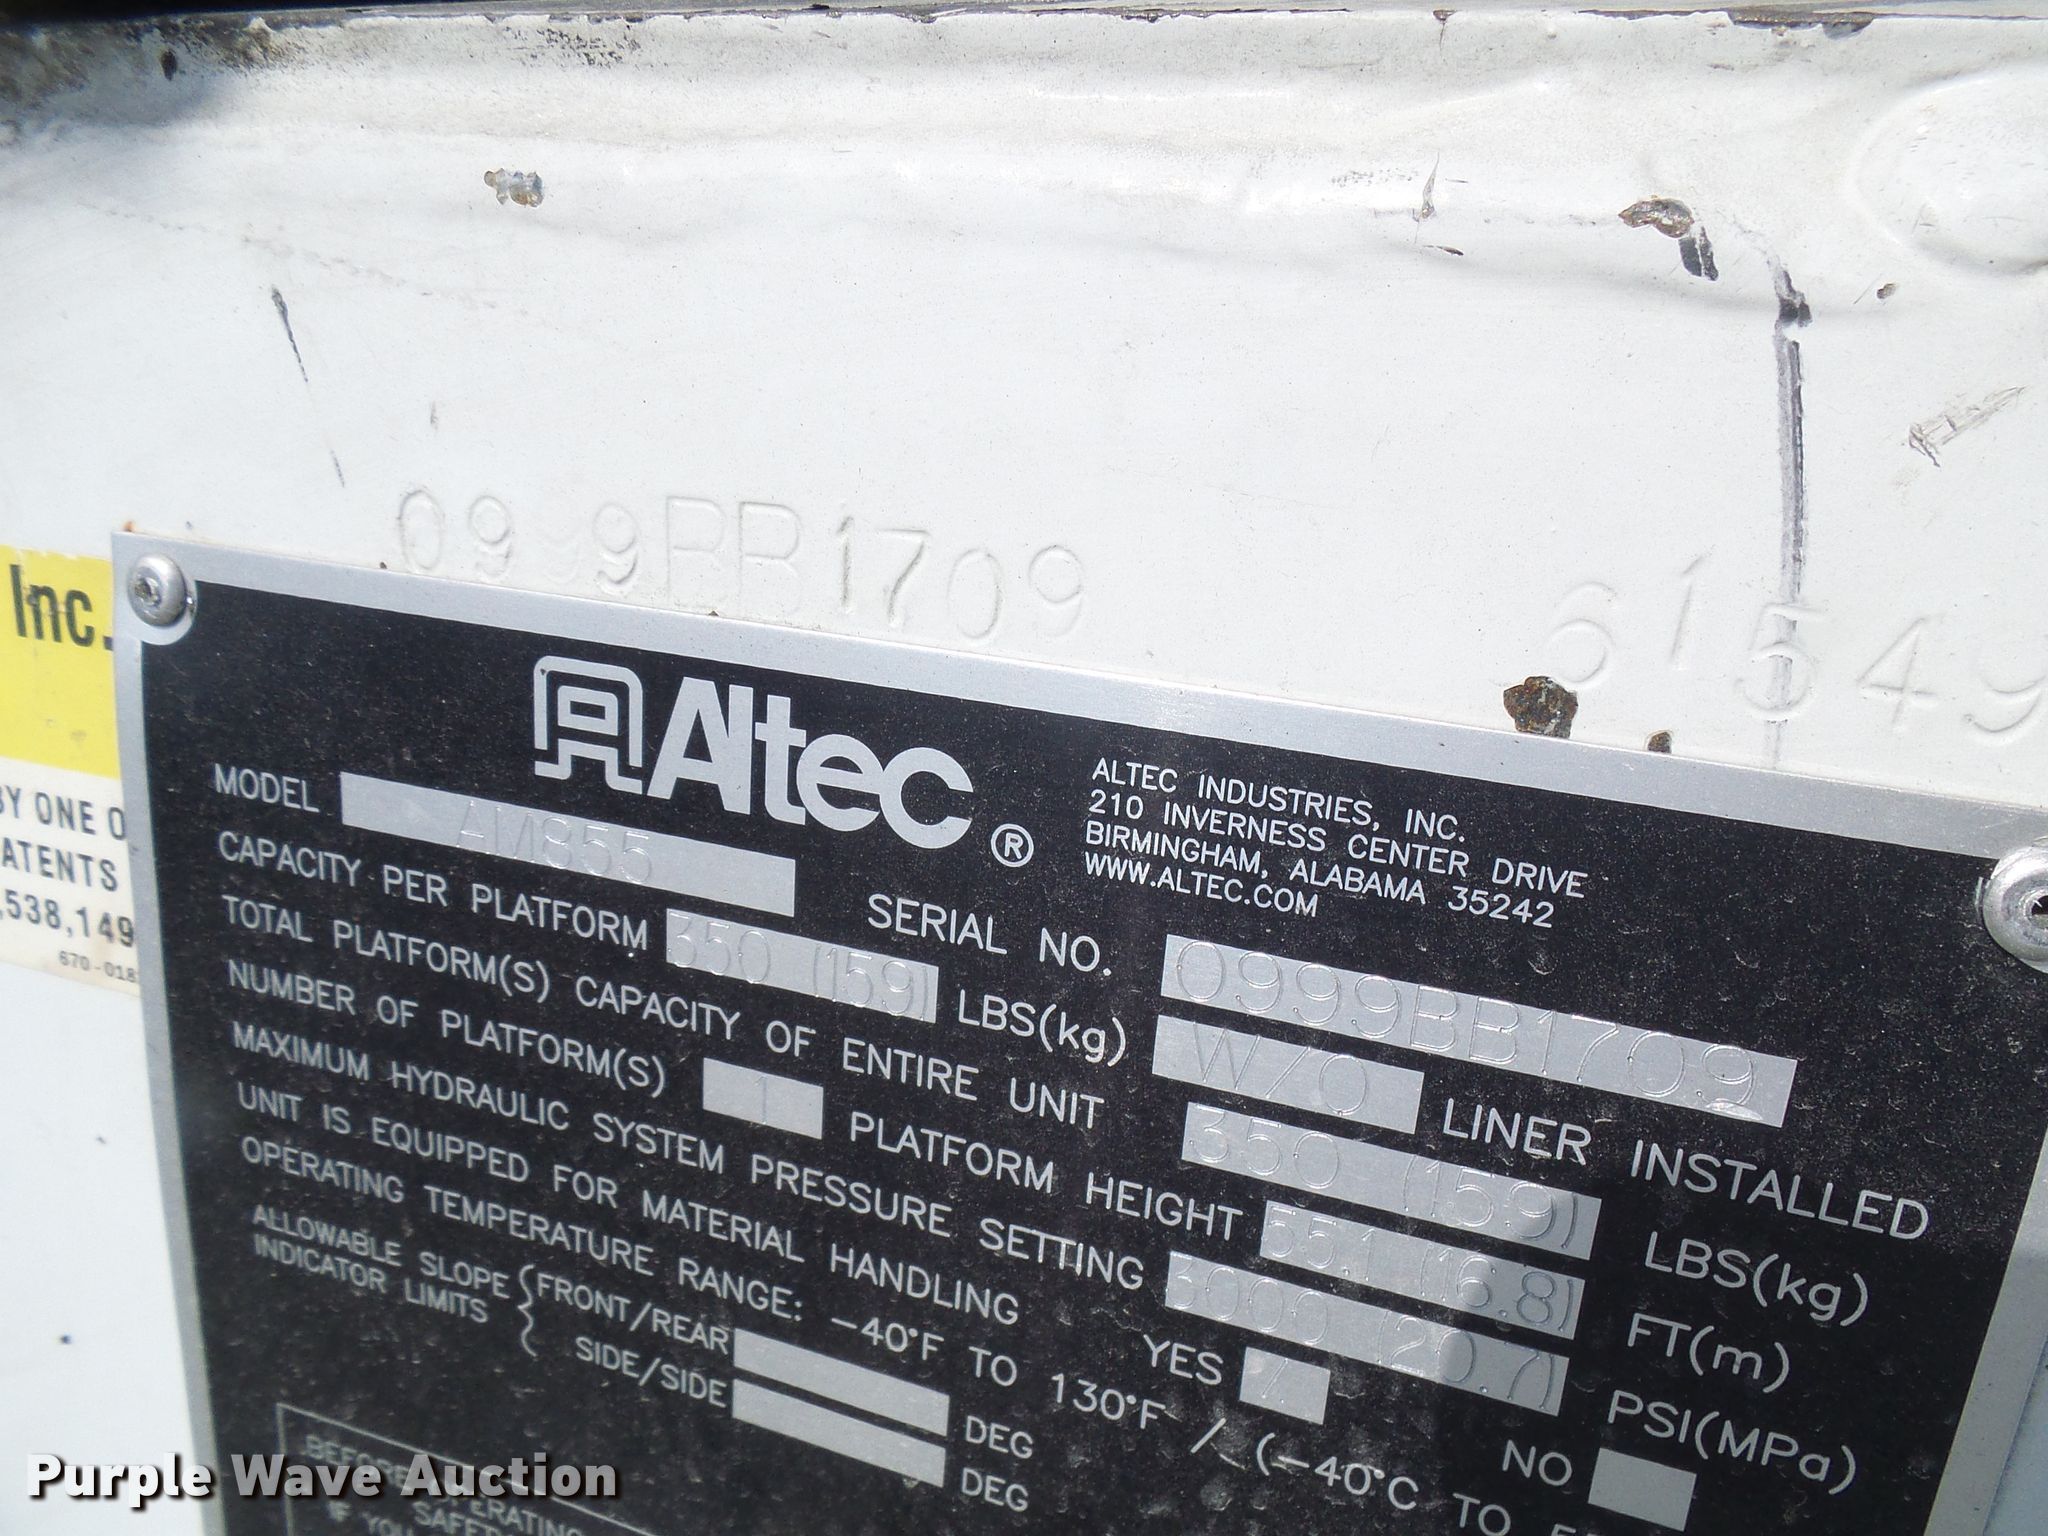 0999BB1709
61549
Inc.
BY ONE O
ATENTS
,538,149
670-018
Altec®
ALTEC INDUSTRIES, INC.
210 INVERNESS CENTER DRIVE
BIRMINGHAM, ALABAMA 35242
WWW.ALTEC.COM
MODEL AM855
SERIAL NO. 0999BB1709
CAPACITY PER PLATFORM 350 (159) LBS(kg) W/O LINER INSTALLED
TOTAL PLATFORM(S) CAPACITY OF ENTIRE UNIT 350 (159) LBS(kg)
NUMBER OF PLATFORM(S) 1 PLATFORM HEIGHT 55.1 (16.8) FT(m)
MAXIMUM HYDRAULIC SYSTEM PRESSURE SETTING 3000 (20.7) PSI(MPa)
UNIT IS EQUIPPED FOR MATERIAL HANDLING YES / NO
OPERATING TEMPERATURE RANGE: -40°F TO 130°F / (-40°C TO 5
ALLOWABLE SLOPE FRONT/REAR DEG
INDICATOR LIMITS SIDE/SIDE DEG
BEFORE OPERATING
IF YOU
Purple Wave Auction